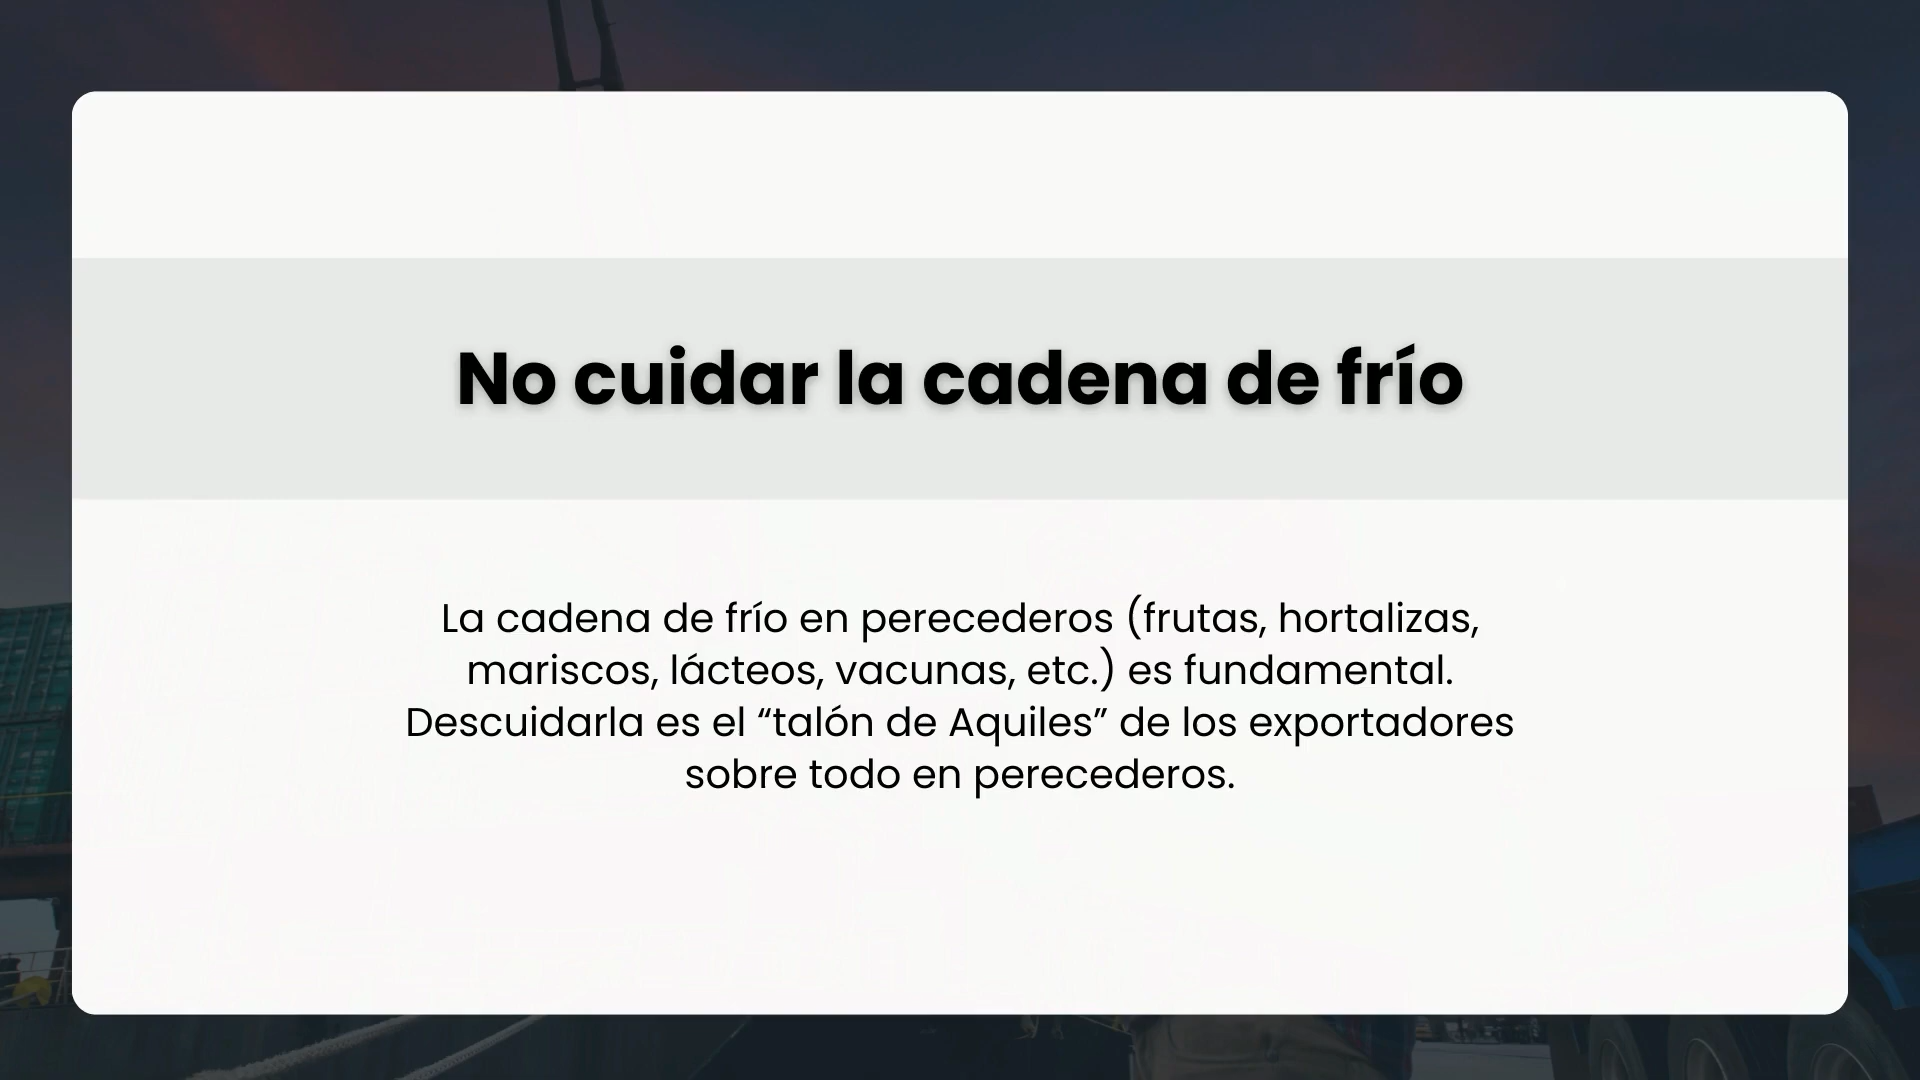 No cuidar la cadena de frío
La cadena de frío en perecederos (frutas, hortalizas,
mariscos, lácteos, vacunas, etc.) es fundamental.
Descuidarla es el “talón de Aquiles” de los exportadores
sobre todo en perecederos.